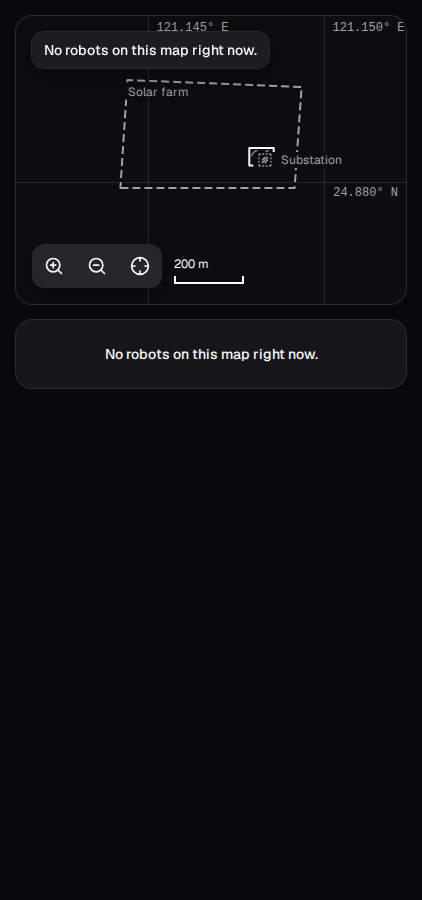 121.145° E
121.150° E
No robots on this map right now.
Solar farm
Substation
24.880° N
200 m
No robots on this map right now.